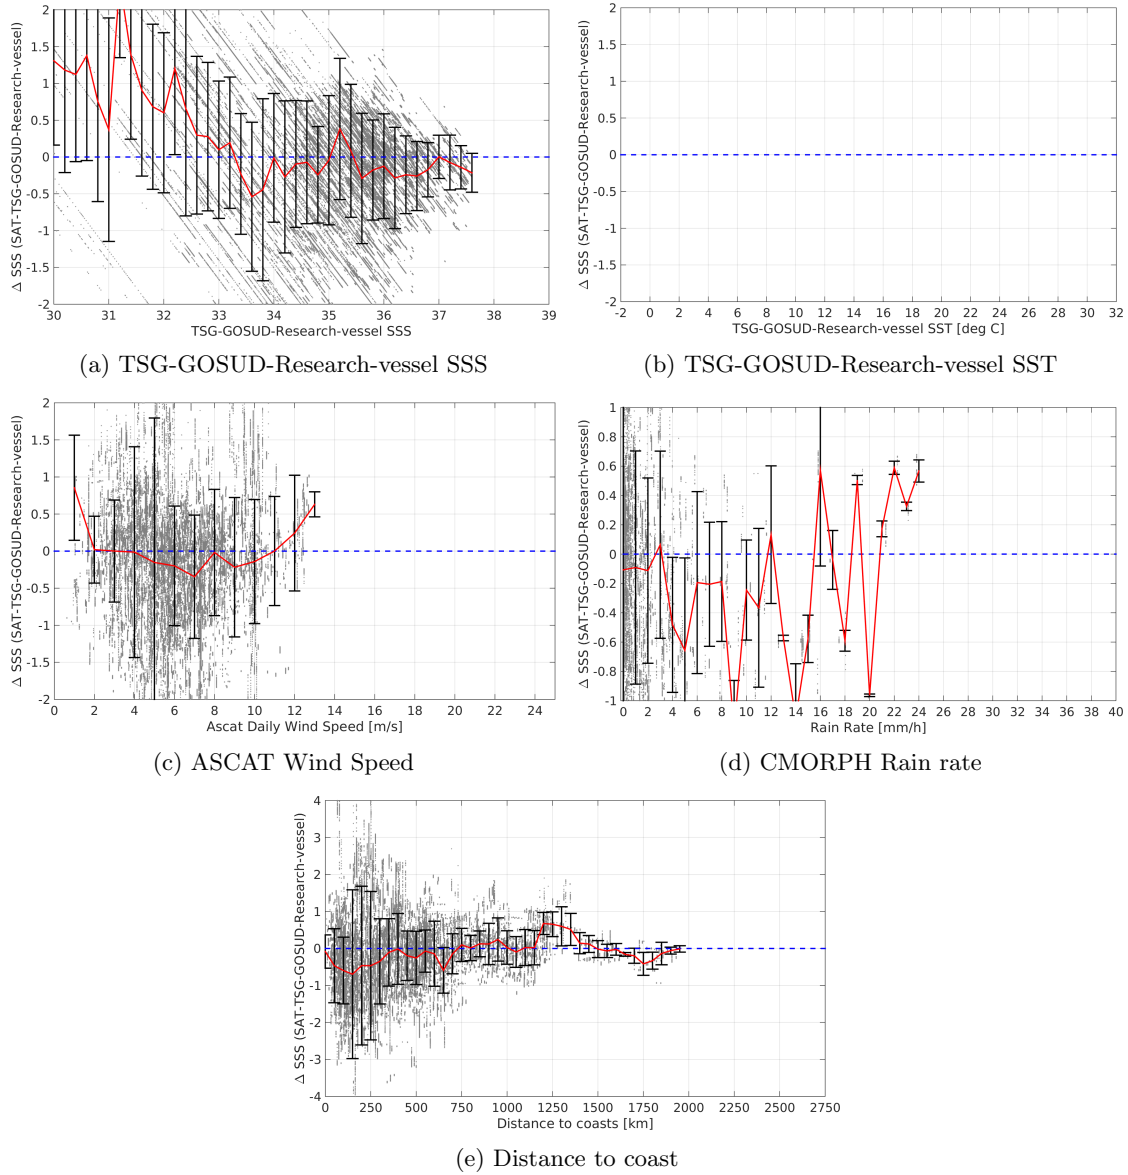 Δ SSS (SAT-TSG-GOSUD-Research-vessel)
2
1.5
1
0.5
0
-0.5
-1
-1.5
-2
30 31 32 33 34 35 36 37 38 39
TSG-GOSUD-Research-vessel SSS
(a) TSG-GOSUD-Research-vessel SSS
Δ SSS (SAT-TSG-GOSUD-Research-vessel)
2
1.5
1
0.5
0
-0.5
-1
-1.5
-2
-2 0 2 4 6 8 10 12 14 16 18 20 22 24 26 28 30 32
TSG-GOSUD-Research-vessel SST [deg C]
(b) TSG-GOSUD-Research-vessel SST
Δ SSS (SAT-TSG-GOSUD-Research-vessel)
2
1.5
1
0.5
0
-0.5
-1
-1.5
-2
0 2 4 6 8 10 12 14 16 18 20 22 24
Ascat Daily Wind Speed [m/s]
(c) ASCAT Wind Speed
Δ SSS (SAT-TSG-GOSUD-Research-vessel)
1
0.8
0.6
0.4
0.2
0
-0.2
-0.4
-0.6
-0.8
-1
0 2 4 6 8 10 12 14 16 18 20 22 24 26 28 30 32 34 36 38 40
Rain Rate [mm/h]
(d) CMORPH Rain rate
Δ SSS (SAT-TSG-GOSUD-Research-vessel)
4
3
2
1
0
-1
-2
-3
-4
0 250 500 750 1000 1250 1500 1750 2000 2250 2500 2750
Distance to coasts [km]
(e) Distance to coast